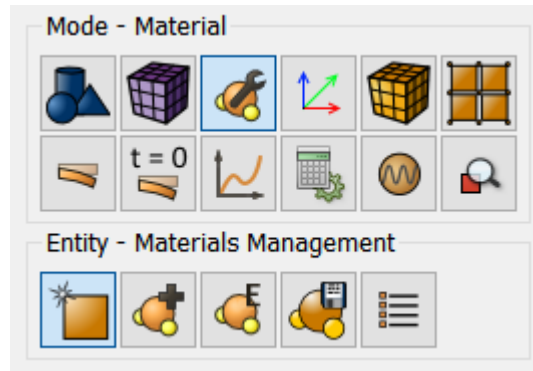 Mode - Material
t = 0
Entity - Materials Management
E